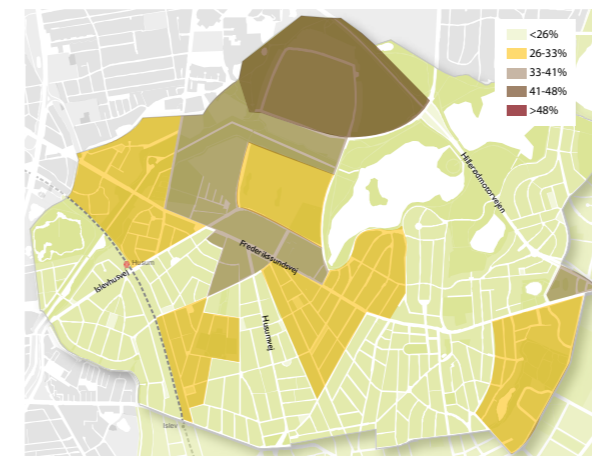 <26%
26-33%
33-41%
41-48%
>48%
Hillerødmotorvejen
Frederikssundsvej
Husum
Islevhusvej
Husumvej
Islev